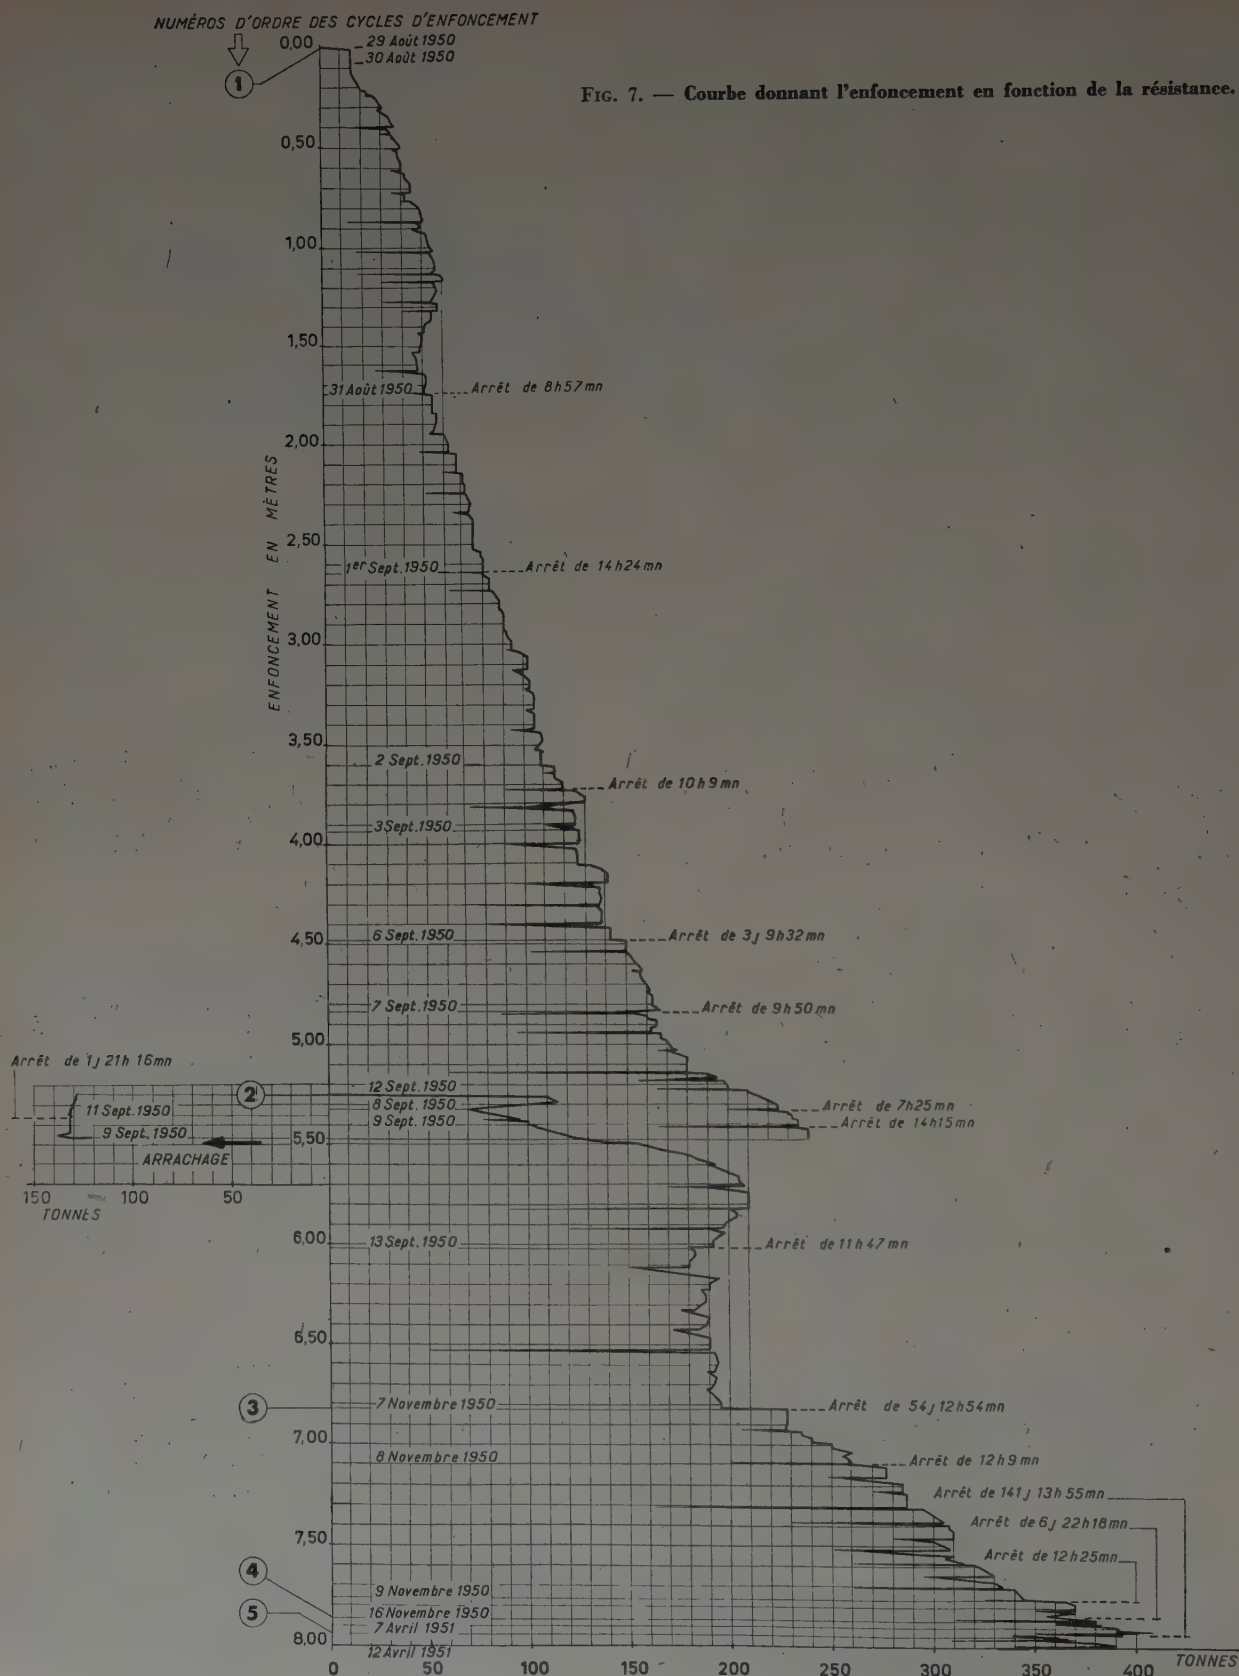 NUMÉROS D'ORDRE DES CYCLES D'ENFONCEMENT
0,00
29 Août 1950
30 Août 1950
1
FIG. 7. — Courbe donnant l'enfoncement en fonction de la résistance.
0,50
1,00
1,50
31 Août 1950
Arrêt de 8h57mn
2,00
ENFONCEMENT EN MÈTRES
2,50
1er Sept. 1950
Arrêt de 14h24mn
3,00
3,50
2 Sept. 1950
Arrêt de 10h9mn
3 Sept. 1950
4,00
6 Sept. 1950
4,50
Arrêt de 3j 9h32mn
7 Sept. 1950
Arrêt de 9h50mn
5,00
Arrêt de 1j 21h 16mn
12 Sept. 1950
2
8 Sept. 1950
Arrêt de 7h25mn
11 Sept. 1950
9 Sept. 1950
Arrêt de 14h15mn
9 Sept. 1950
5,50
ARRACHAGE
150 100 50
TONNES
6,00
13 Sept. 1950
Arrêt de 11h47mn
6,50
3
7 Novembre 1950
Arrêt de 54j 12h54mn
7,00
8 Novembre 1950
Arrêt de 12h9mn
Arrêt de 141j 13h55mn
Arrêt de 6j 22h18mn
7,50
Arrêt de 12h25mn
4
9 Novembre 1950
5
16 Novembre 1950
7 Avril 1951
8,00
12 Avril 1951
0 50 100 150 200 250 300 350 400
TONNES